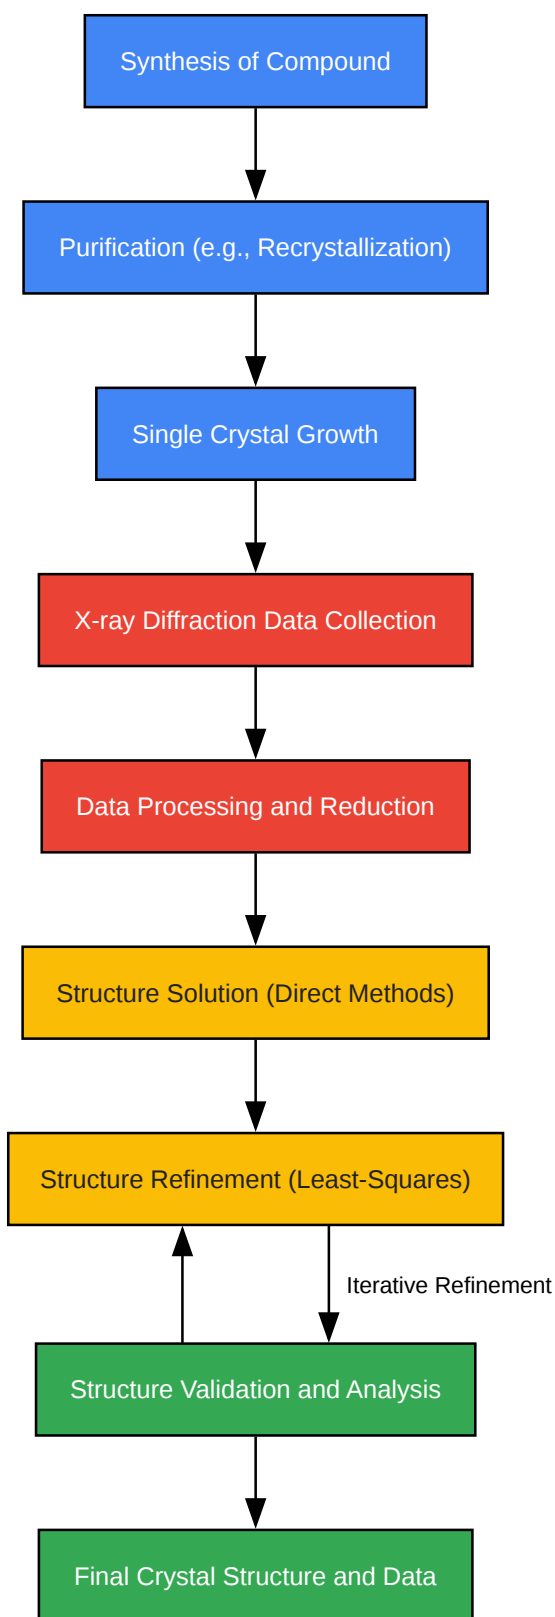 Synthesis of Compound
Purification (e.g., Recrystallization)
Single Crystal Growth
X-ray Diffraction Data Collection
Data Processing and Reduction
Structure Solution (Direct Methods)
Structure Refinement (Least-Squares)
Iterative Refinement
Structure Validation and Analysis
Final Crystal Structure and Data